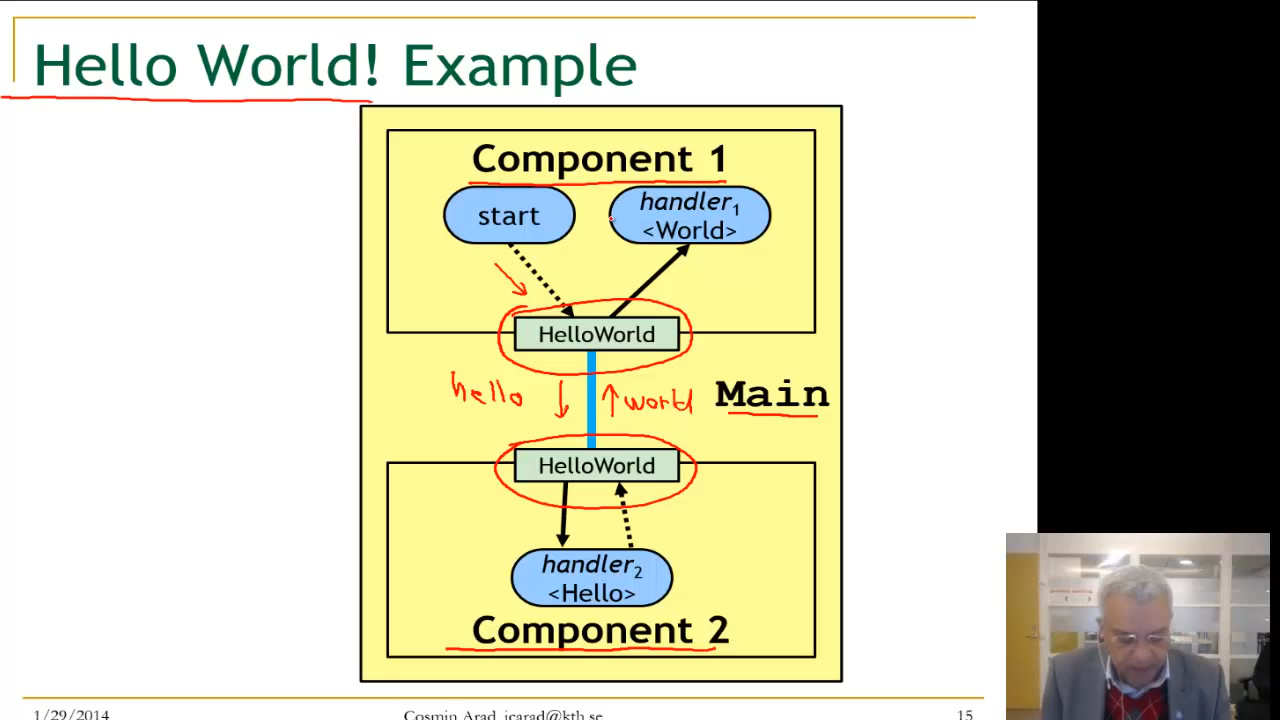 Hello World! Example
Component 1
start
handler1
<World>
HelloWorld
hello
world
Main
HelloWorld
handler2
<Hello>
Component 2
1/29/2014
Cosmin Arad, icarad@kth.se
15